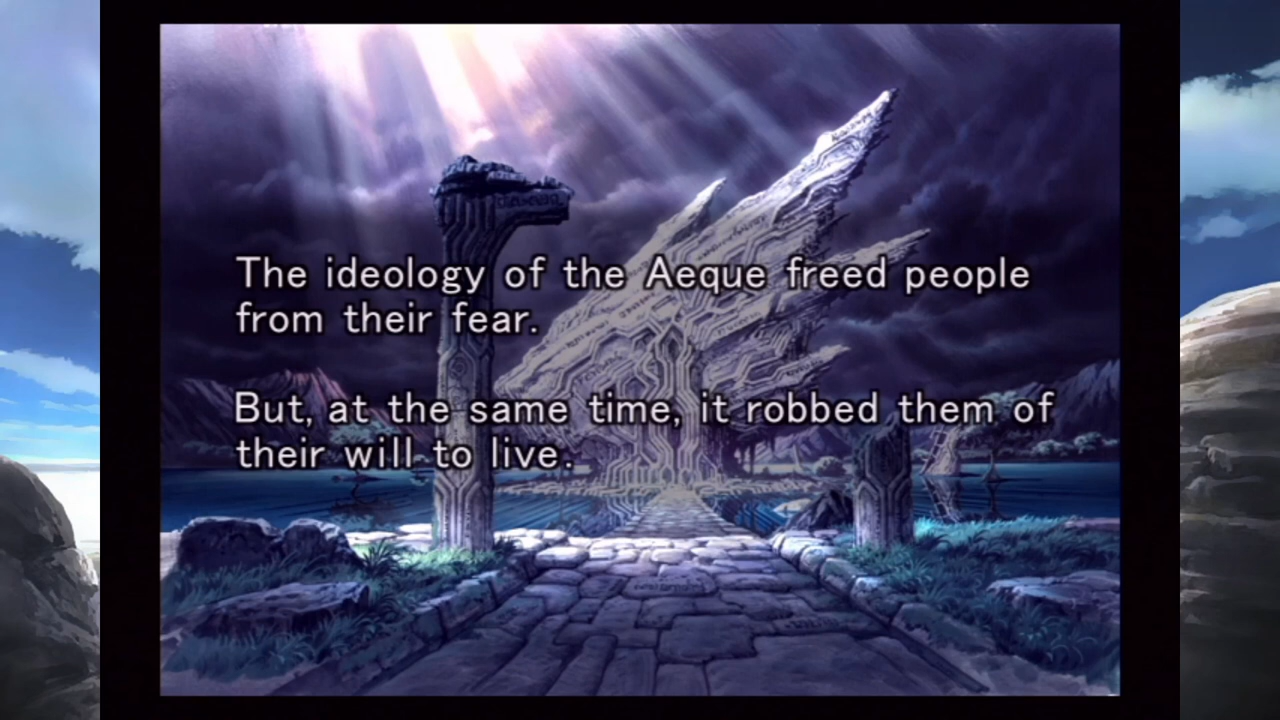 The ideology of the Aeque freed people
from their fear.
But, at the same time, it robbed them of
their will to live.